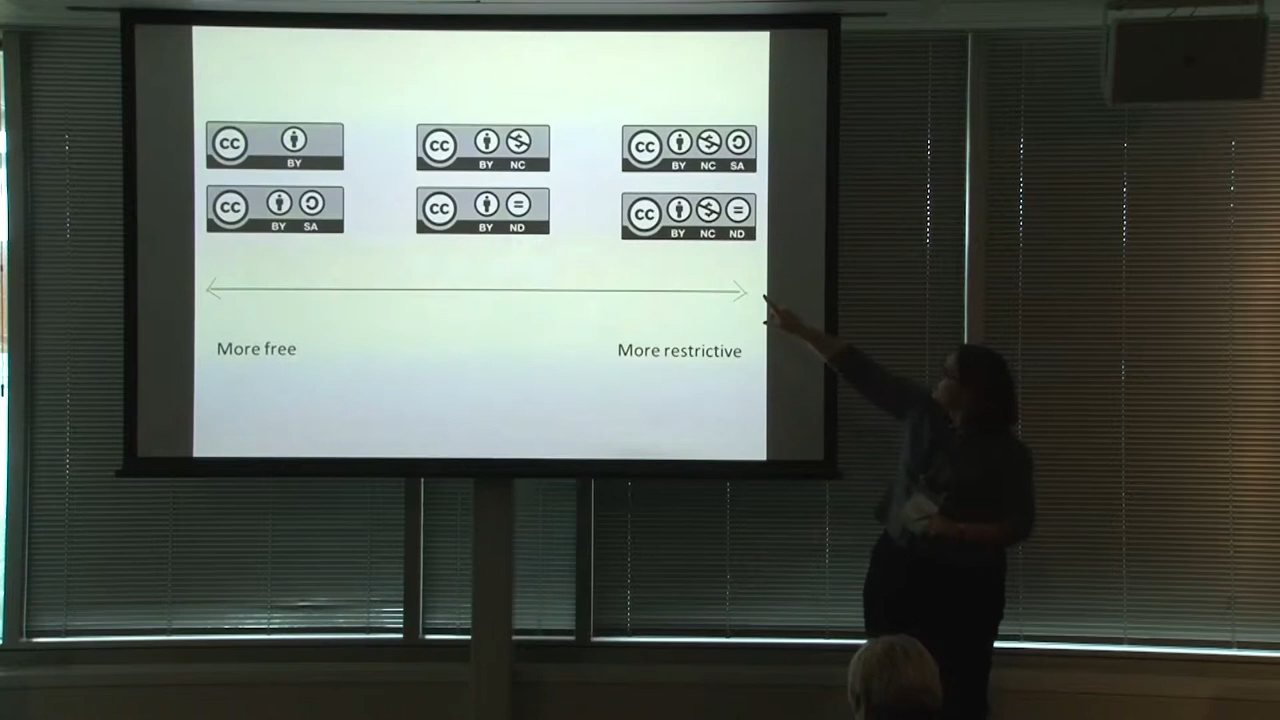 CC BY
CC BY NC
CC BY NC SA
CC BY SA
CC BY ND
CC BY NC ND
More free
More restrictive